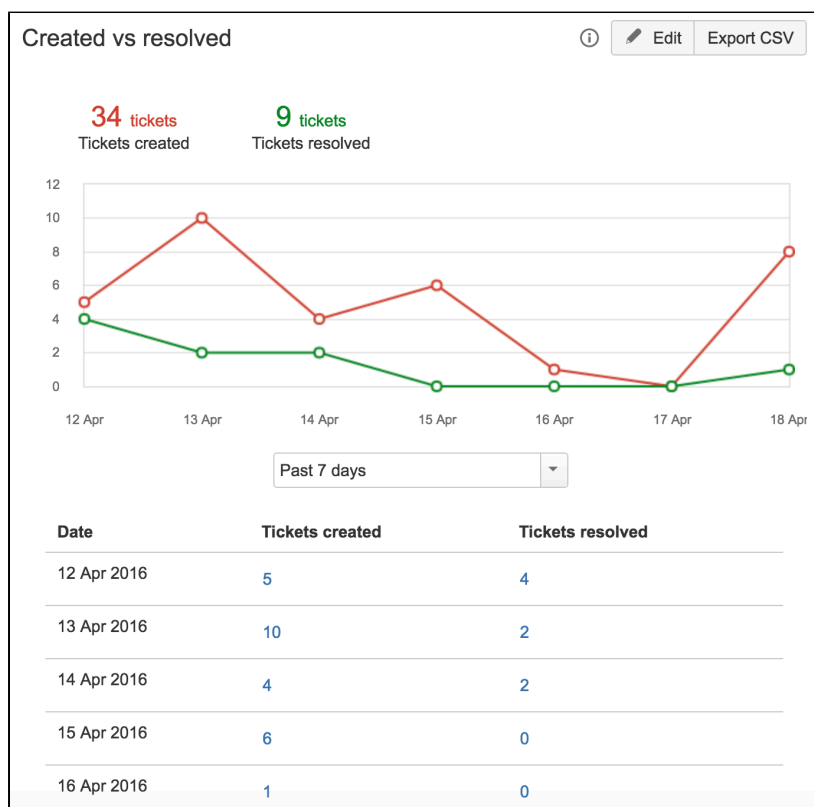 Created vs resolved
Edit Export CSV
34 tickets 9 tickets
Tickets created Tickets resolved
12
10
8
6
4
2
0
12 Apr 13 Apr 14 Apr 15 Apr 16 Apr 17 Apr 18 Apr
Past 7 days
Date Tickets created Tickets resolved
12 Apr 2016 5 4
13 Apr 2016 10 2
14 Apr 2016 4 2
15 Apr 2016 6 0
16 Apr 2016 1 0